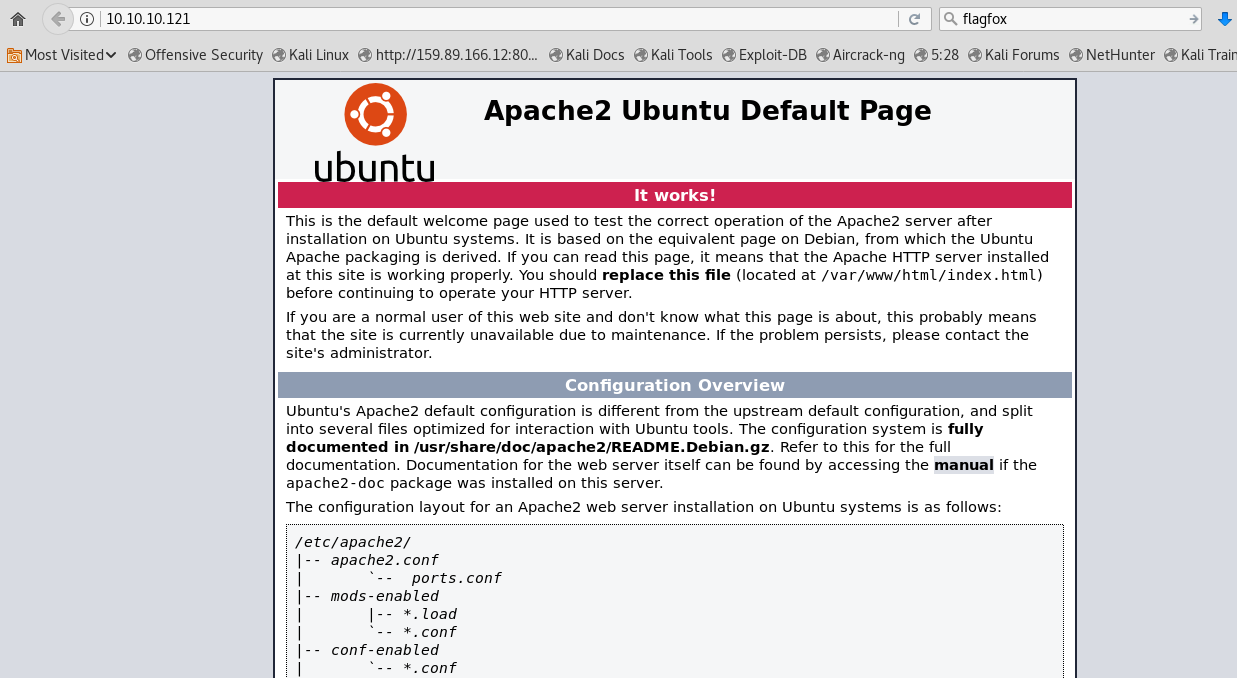 10.10.10.121
flagfox
Most Visited Offensive Security Kali Linux http://159.89.166.12:80... Kali Docs Kali Tools Exploit-DB Aircrack-ng 5:28 Kali Forums NetHunter Kali Train
ubuntu
Apache2 Ubuntu Default Page
It works!
This is the default welcome page used to test the correct operation of the Apache2 server after
installation on Ubuntu systems. It is based on the equivalent page on Debian, from which the Ubuntu
Apache packaging is derived. If you can read this page, it means that the Apache HTTP server installed
at this site is working properly. You should replace this file (located at /var/www/html/index.html)
before continuing to operate your HTTP server.
If you are a normal user of this web site and don't know what this page is about, this probably means
that the site is currently unavailable due to maintenance. If the problem persists, please contact the
site's administrator.
Configuration Overview
Ubuntu's Apache2 default configuration is different from the upstream default configuration, and split
into several files optimized for interaction with Ubuntu tools. The configuration system is fully
documented in /usr/share/doc/apache2/README.Debian.gz. Refer to this for the full
documentation. Documentation for the web server itself can be found by accessing the manual if the
apache2-doc package was installed on this server.
The configuration layout for an Apache2 web server installation on Ubuntu systems is as follows:
/etc/apache2/
|-- apache2.conf
|       `--  ports.conf
|-- mods-enabled
|       |-- *.load
|       `-- *.conf
|-- conf-enabled
|       `-- *.conf